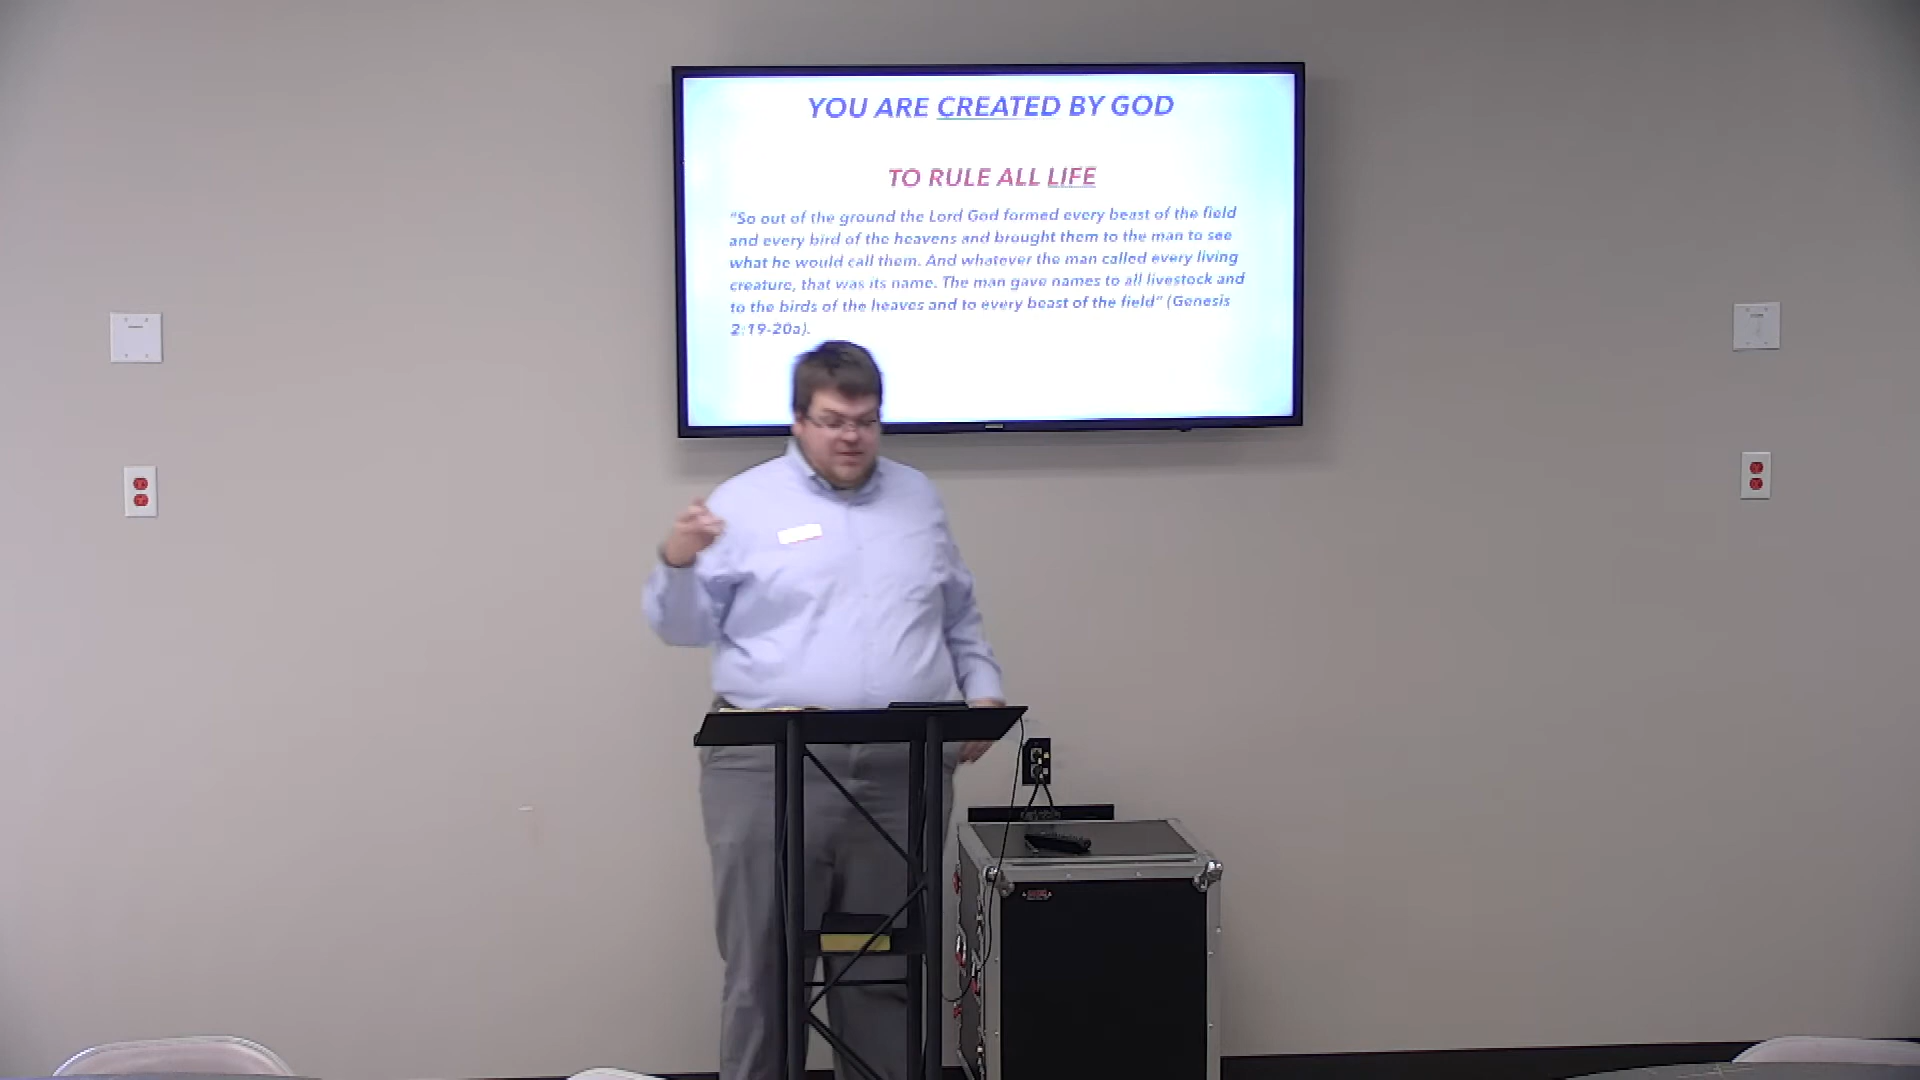 YOU ARE CREATED BY GOD
TO RULE ALL LIFE
"So out of the ground the Lord God formed every beast of the field
and every bird of the heavens and brought them to the man to see
what he would call them. And whatever the man called every living
creature, that was its name. The man gave names to all livestock and
to the birds of the heaves and to every beast of the field" (Genesis
2:19-20a).